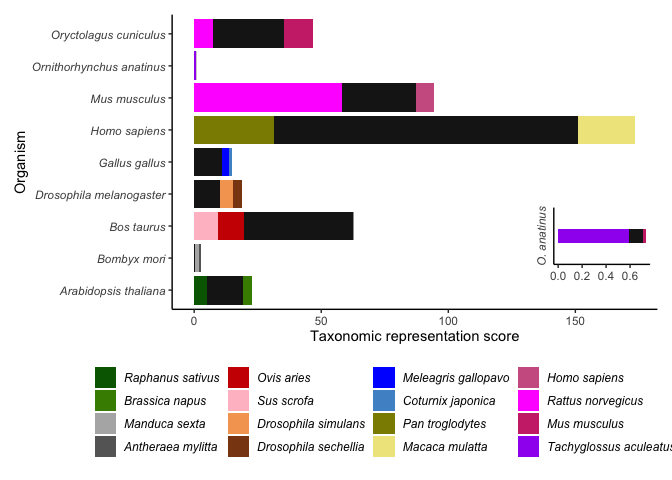 Organism
Oryctolagus cuniculus
Ornithorhynchus anatinus
Mus musculus
Homo sapiens
Gallus gallus
Drosophila melanogaster
Bos taurus
Bombyx mori
Arabidopsis thaliana
0 50 100 150
Taxonomic representation score
O. anatinus
0.0 0.2 0.4 0.6
Raphanus sativus Ovis aries Meleagris gallopavo Homo sapiens
Brassica napus Sus scrofa Coturnix japonica Rattus norvegicus
Manduca sexta Drosophila simulans Pan troglodytes Mus musculus
Antheraea mylitta Drosophila sechellia Macaca mulatta Tachyglossus aculeatus